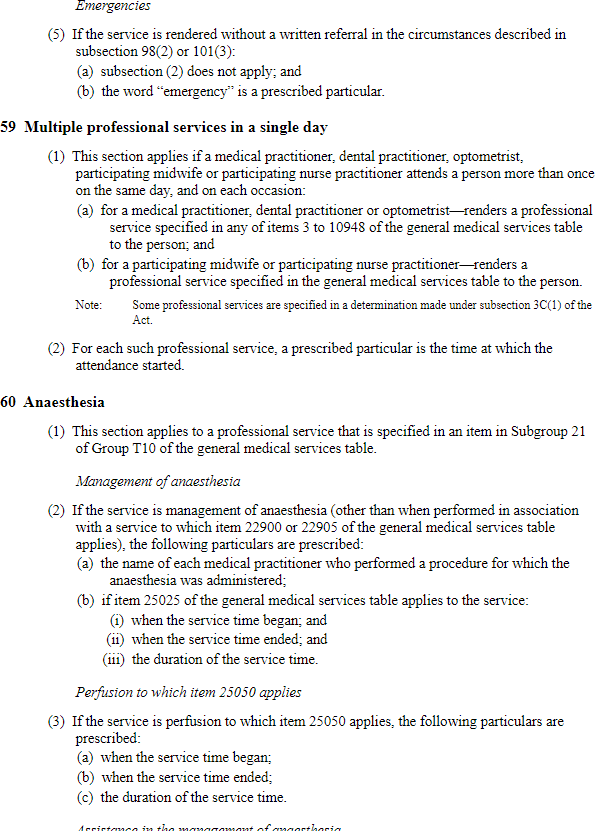 Emergencies
(5) If the service is rendered without a written referral in the circumstances described in
subsection 98(2) or 101(3):
(a) subsection (2) does not apply; and
(b) the word “emergency” is a prescribed particular.
59 Multiple professional services in a single day
(1) This section applies if a medical practitioner, dental practitioner, optometrist,
participating midwife or participating nurse practitioner attends a person more than once
on the same day, and on each occasion:
(a) for a medical practitioner, dental practitioner or optometrist—renders a professional
service specified in any of items 3 to 10948 of the general medical services table
to the person; and
(b) for a participating midwife or participating nurse practitioner—renders a
professional service specified in the general medical services table to the person.
Note: Some professional services are specified in a determination made under subsection 3C(1) of the
Act.
(2) For each such professional service, a prescribed particular is the time at which the
attendance started.
60 Anaesthesia
(1) This section applies to a professional service that is specified in an item in Subgroup 21
of Group T10 of the general medical services table.
Management of anaesthesia
(2) If the service is management of anaesthesia (other than when performed in association
with a service to which item 22900 or 22905 of the general medical services table
applies), the following particulars are prescribed:
(a) the name of each medical practitioner who performed a procedure for which the
anaesthesia was administered;
(b) if item 25025 of the general medical services table applies to the service:
(i) when the service time began; and
(ii) when the service time ended; and
(iii) the duration of the service time.
Perfusion to which item 25050 applies
(3) If the service is perfusion to which item 25050 applies, the following particulars are
prescribed:
(a) when the service time began;
(b) when the service time ended;
(c) the duration of the service time.
Assistance in the management of anaesthesia